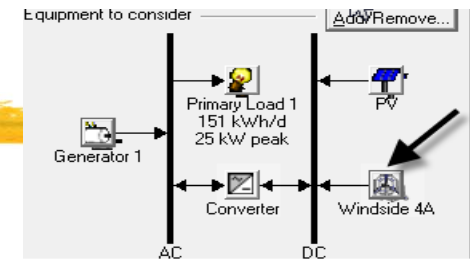 Equipment to consider
Add/Remove...
Primary Load 1
151 kWh/d
25 kW peak
PV
Generator 1
Converter
Windside 4A
AC
DC